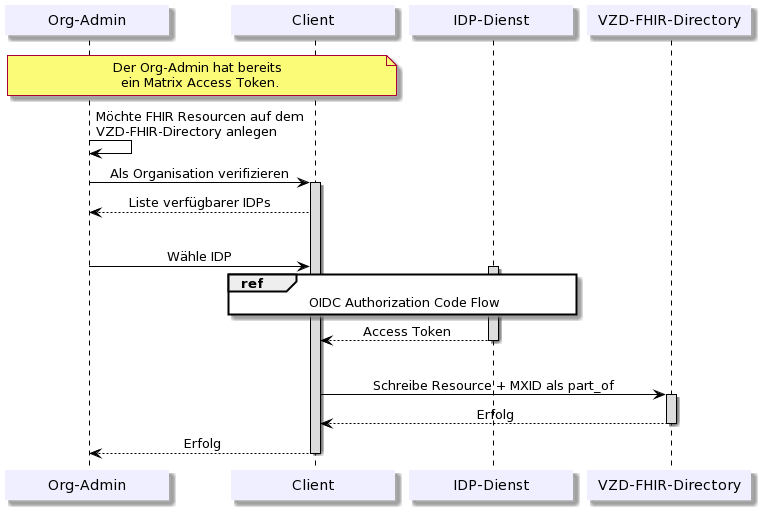 Org-Admin
Client
IDP-Dienst
VZD-FHIR-Directory
Der Org-Admin hat bereits
ein Matrix Access Token.
Möchte FHIR Resourcen auf dem
VZD-FHIR-Directory anlegen
Als Organisation verifizieren
Liste verfügbarer IDPs
Wähle IDP
ref
OIDC Authorization Code Flow
Access Token
Schreibe Resource + MXID als part_of
Erfolg
Erfolg
Org-Admin
Client
IDP-Dienst
VZD-FHIR-Directory